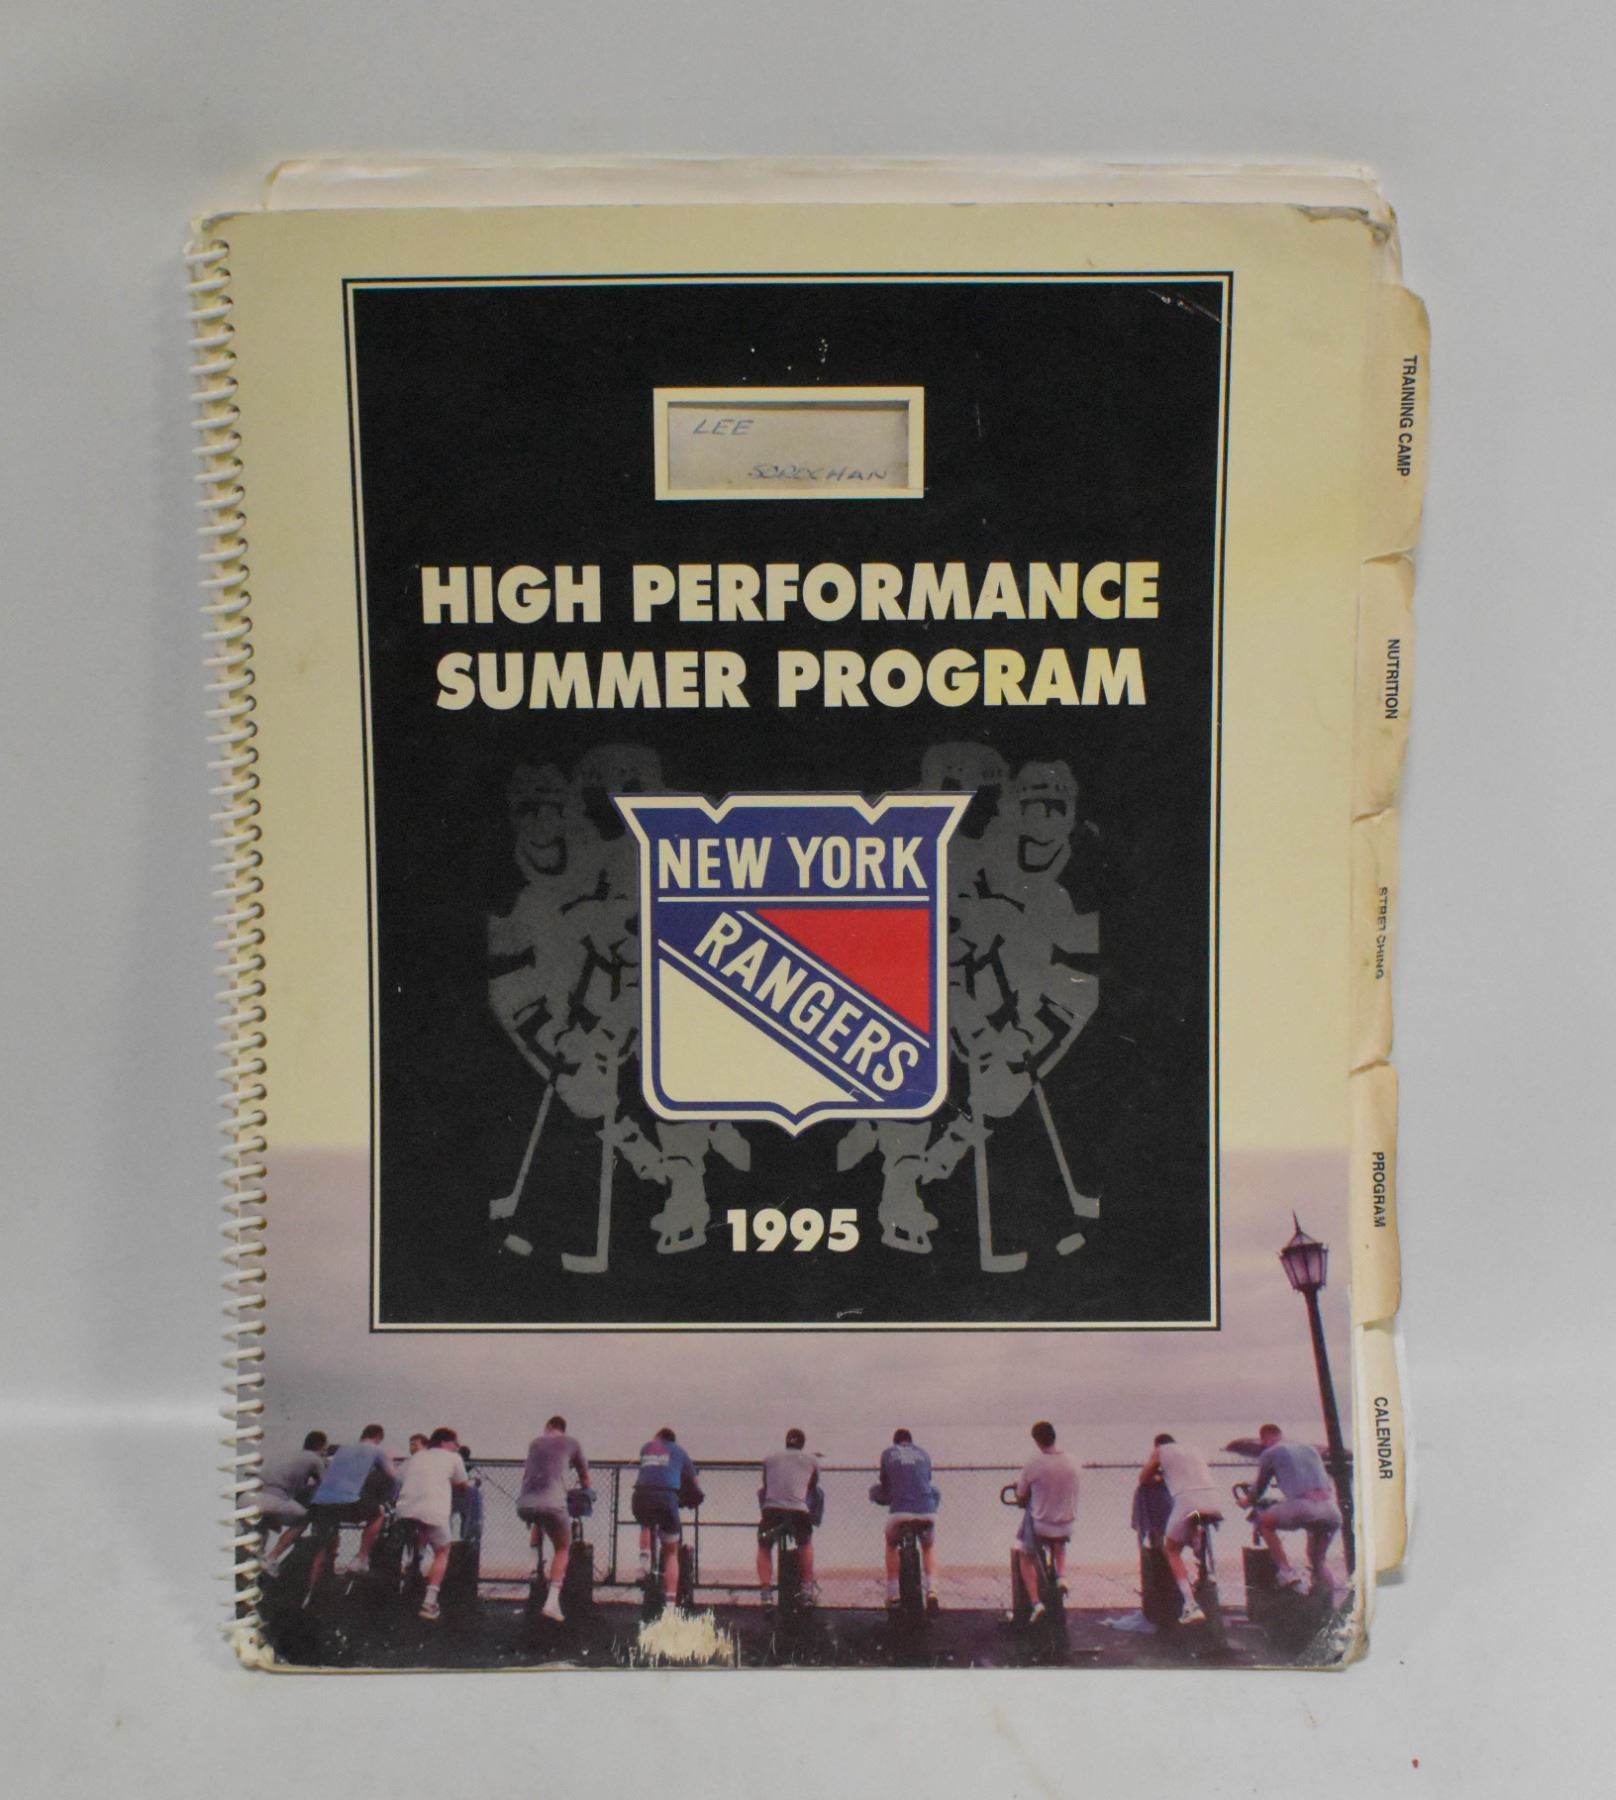 LEE
SOROCHAN
HIGH PERFORMANCE
SUMMER PROGRAM
NEW YORK
RANGERS
1995
TRAINING CAMP
NUTRITION
STRETCHING
PROGRAM
CALENDAR